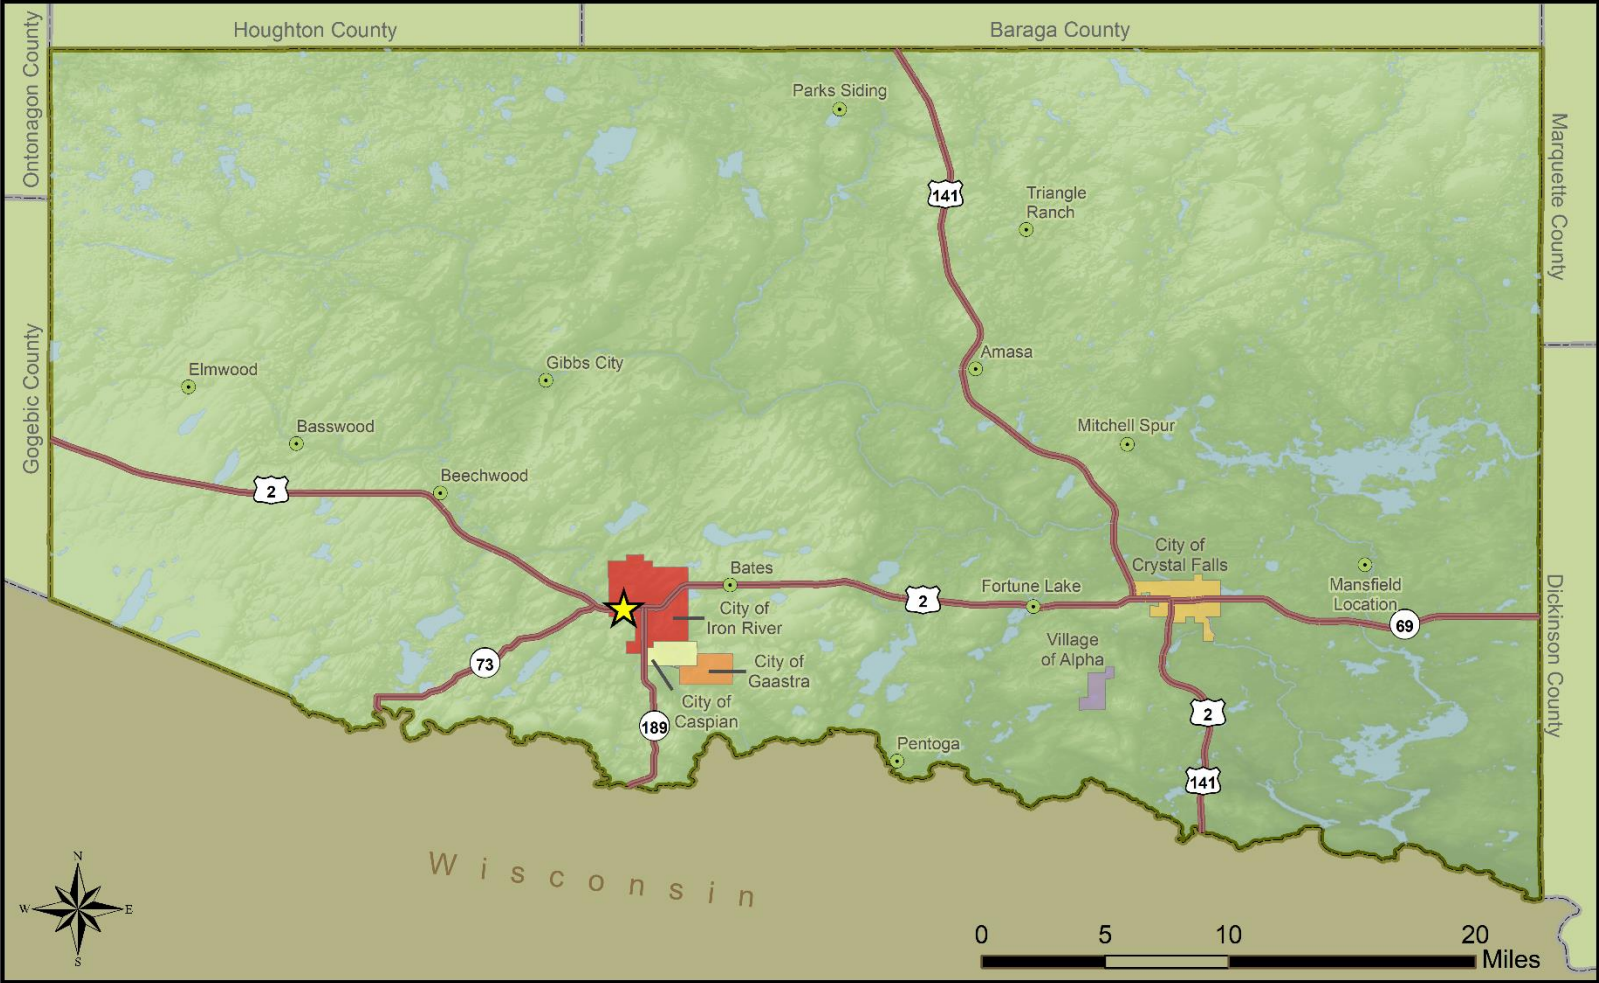 Houghton County
Baraga County
Ontonagon County
Marquette County
Gogebic County
Dickinson County
Parks Siding
141
Triangle
Ranch
Amasa
Gibbs City
Elmwood
Basswood
Mitchell Spur
Beechwood
2
City of
Crystal Falls
Bates
Fortune Lake
Mansfield
Location
2
City of
Iron River
69
Village
of Alpha
73
City of
Gaastra
City of
Caspian
189
2
Pentoga
141
Wisconsin
N
W
E
S
0
5
10
20
Miles